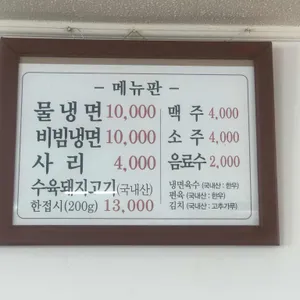 - 메뉴판 -
물냉면 10,000
비빔냉면 10,000
사리 4,000
수육돼지고기(국내산)
한접시(200g) 13,000
맥주 4,000
소주 4,000
음료수 2,000
냉면육수 (국내산 : 한우)
편육 (국내산 : 한우)
김치 (국내산 : 고추가루)